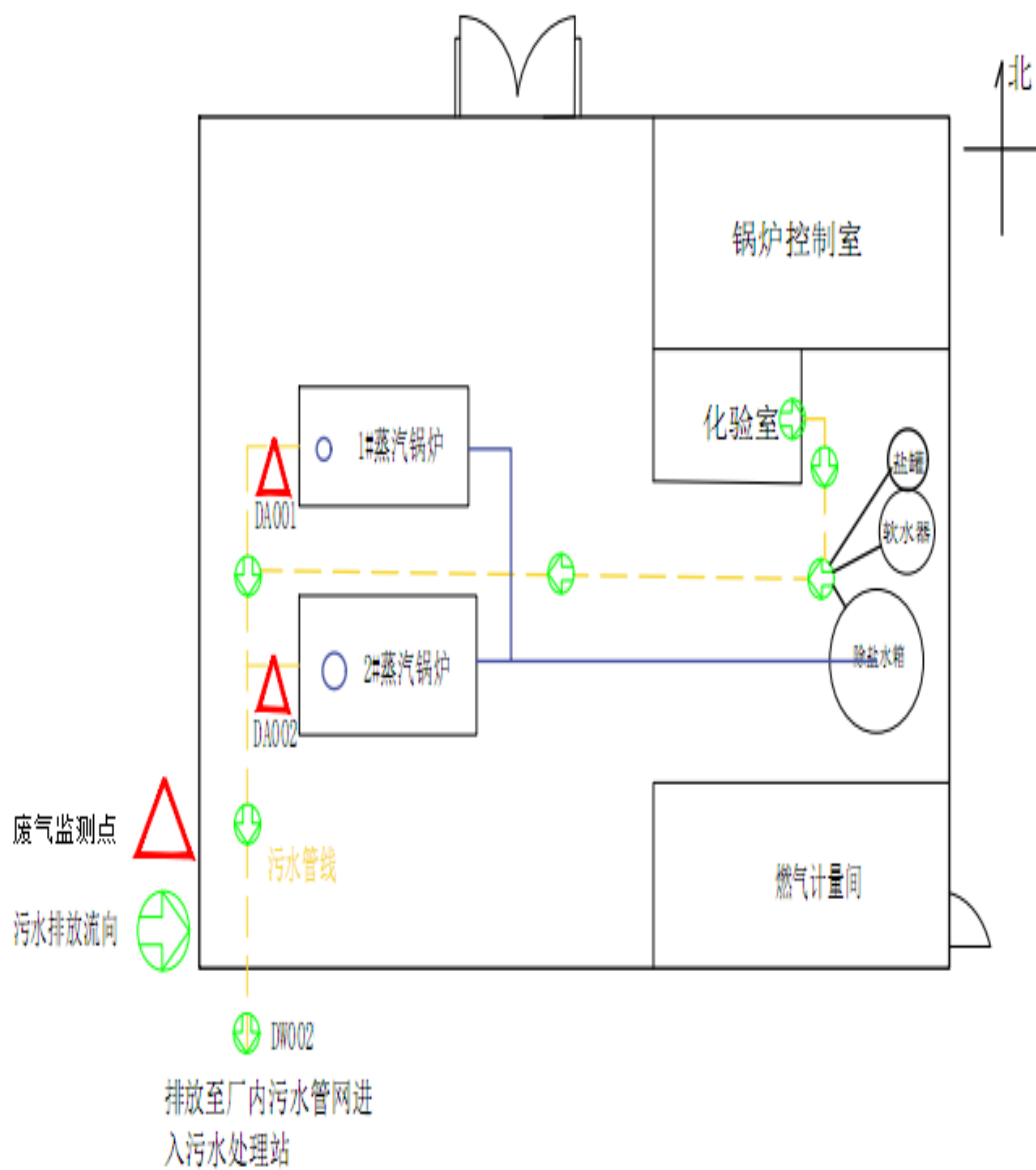 北
锅炉控制室
化验室
1#蒸汽锅炉
盐罐
DA001
软水器
2#蒸汽锅炉
除盐水箱
DA002
废气监测点
污水管线
燃气计量间
污水排放流向
DW002
排放至厂内污水管网进
入污水处理站